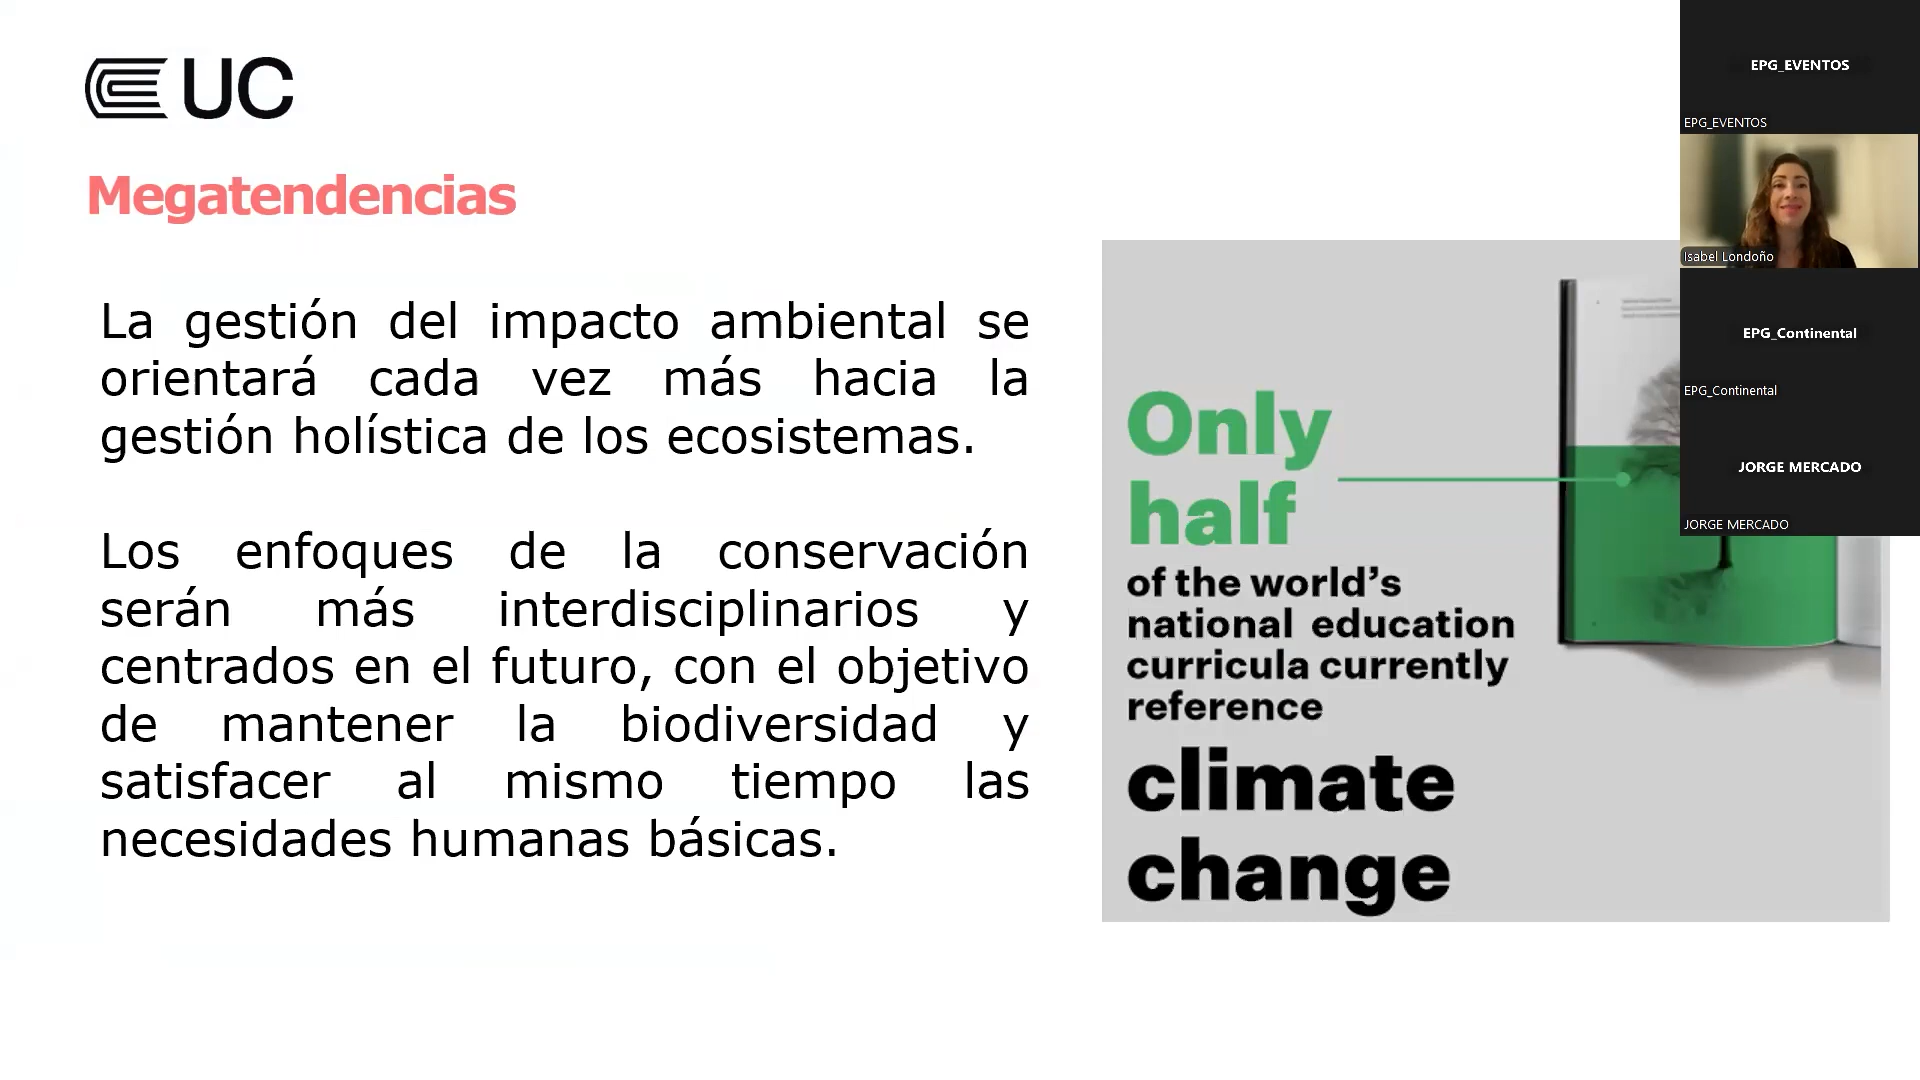 UC
Megatendencias
La gestión del impacto ambiental se
orientará cada vez más hacia la
gestión holística de los ecosistemas.
Los enfoques de la conservación
serán más interdisciplinarios y
centrados en el futuro, con el objetivo
de mantener la biodiversidad y
satisfacer al mismo tiempo las
necesidades humanas básicas.
Only
half
of the world’s
national education
curricula currently
reference
climate
change
EPG_EVENTOS
EPG_EVENTOS
Isabel Londoño
EPG_Continental
EPG_Continental
JORGE MERCADO
JORGE MERCADO